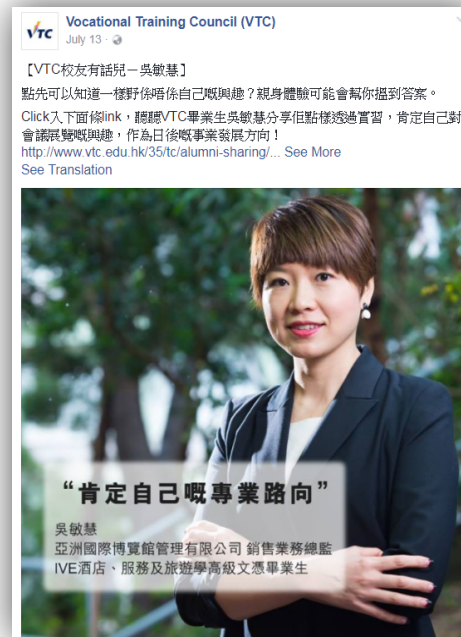 VTC
Vocational Training Council (VTC)
July 13 ·
【VTC校友有話兒－吳敏慧】
點先可以知道一樣野係唔係自己嘅興趣？親身體驗可能會幫你搵到答案。
Click入下面條link，聽聽VTC畢業生吳敏慧分享佢點樣透過實習，肯定自己對
會議展覽嘅興趣，作為日後嘅事業發展方向！
http://www.vtc.edu.hk/35/tc/alumni-sharing/... See More
See Translation
“肯定自己嘅專業路向”
吳敏慧
亞洲國際博覽館管理有限公司 銷售業務總監
IVE酒店、服務及旅遊學高級文憑畢業生